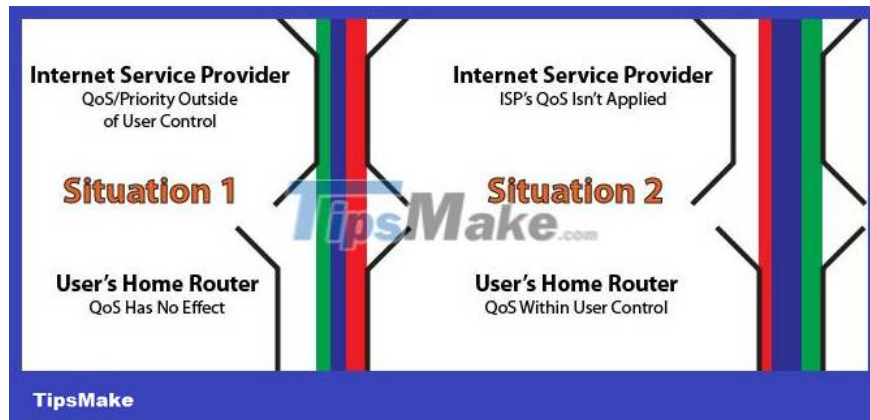 Internet Service Provider
QoS/Priority Outside
of User Control
Situation 1
User's Home Router
QoS Has No Effect
Internet Service Provider
ISP's QoS Isn't Applied
Situation 2
User's Home Router
QoS Within User Control
TipsMake.com
TipsMake